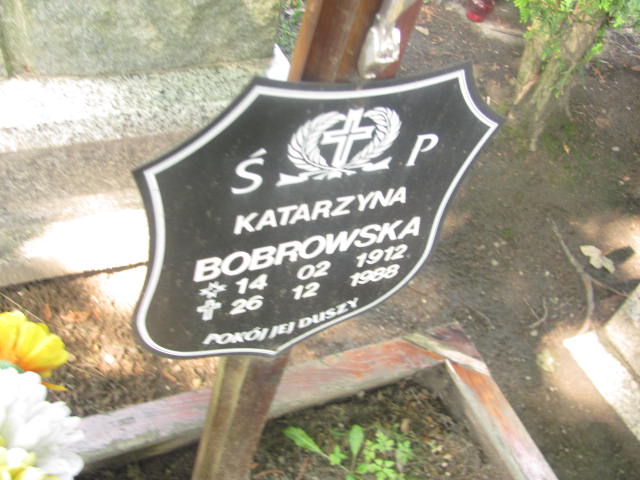 Ś P
KATARZYNA
BOBROWSKA
14 02 1912
26 12 1988
POKÓJ JEJ DUSZY